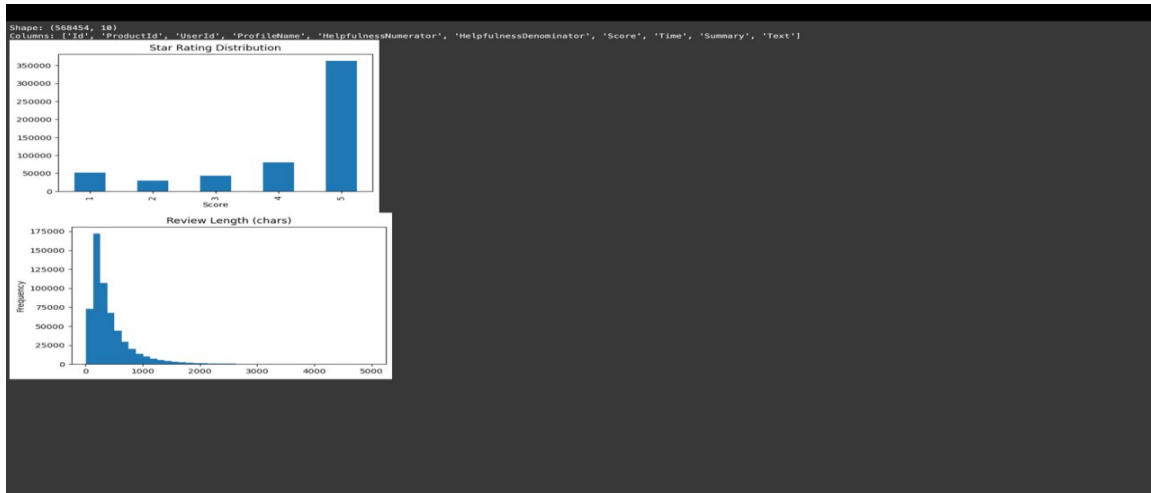 Shape: (568454, 10)
Columns: ['Id', 'ProductId', 'UserId', 'ProfileName', 'HelpfulnessNumerator', 'HelpfulnessDenominator', 'Score', 'Time', 'Summary', 'Text']
Star Rating Distribution
350000
300000
250000
200000
150000
100000
50000
0
1 2 3 4 5
Score
Review Length (chars)
175000
150000
125000
100000
75000
50000
25000
0
Frequency
0 1000 2000 3000 4000 5000